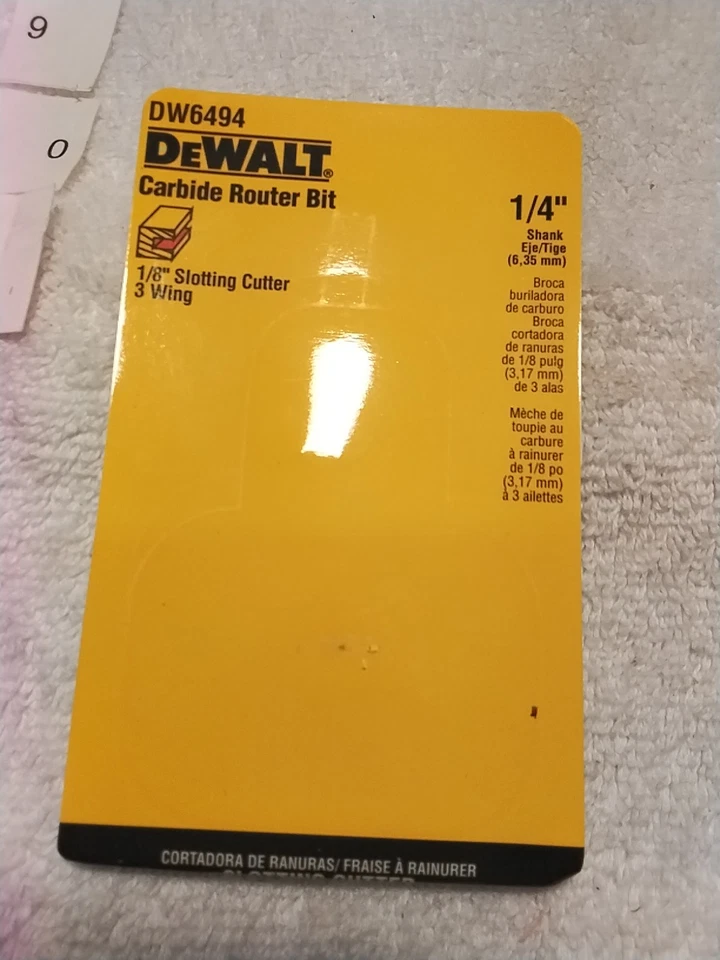 9
0
DW6494
DEWALT®
Carbide Router Bit
1/8" Slotting Cutter
3 Wing
1/4"
Shank
Eje/Tige
(6,35 mm)
Broca
buriladora
de carburo
Broca
cortadora
de ranuras
de 1/8 pulg
(3,17 mm)
de 3 alas
Mèche de
toupie au
carbure
à rainurer
de 1/8 po
(3,17 mm)
à 3 ailettes
CORTADORA DE RANURAS/ FRAISE À RAINURER
SLOTTING CUTTER